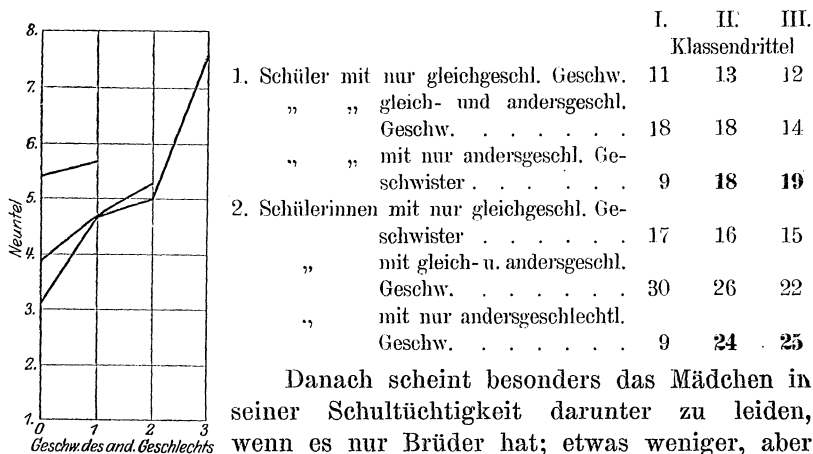 8.
7.
6.
5.
4.
3.
2.
1.
Neuntel
0 1 2 3
Geschw. des and. Geschlechts
I. II. III.
Klassendrittel
1. Schüler mit nur gleichgeschl. Geschw. 11 13 12
„ „ gleich- und andersgeschl.
Geschw. . . . . . . 18 18 14
„ „ mit nur andersgeschl. Ge-
schwister . . . . . . 9 18 19
2. Schülerinnen mit nur gleichgeschl. Ge-
schwister . . . . . . 17 16 15
„ mit gleich- u. andersgeschl.
Geschw. . . . . . . 30 26 22
„ mit nur andersgeschlechtl.
Geschw. . . . . . . 9 24 25
Danach scheint besonders das Mädchen in
seiner Schultüchtigkeit darunter zu leiden,
wenn es nur Brüder hat; etwas weniger, aber